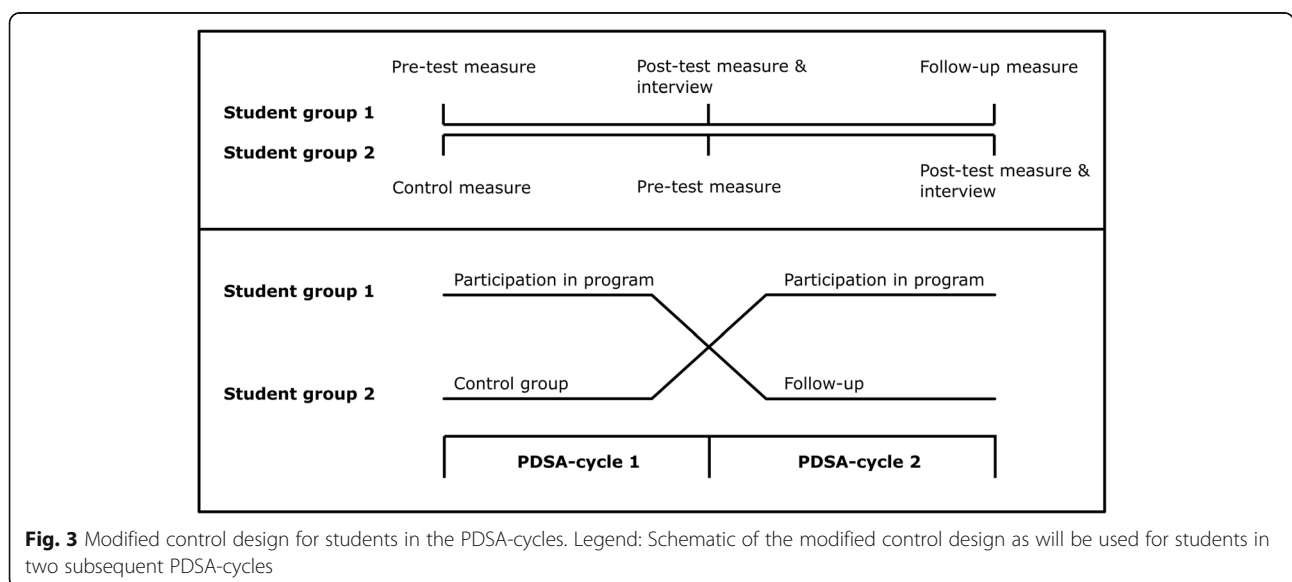 Pre-test measure
Post-test measure &
interview
Follow-up measure
Student group 1
Student group 2
Control measure
Pre-test measure
Post-test measure &
interview
Student group 1
Participation in program
Participation in program
Student group 2
Control group
Follow-up
PDSA-cycle 1
PDSA-cycle 2
Fig. 3 Modified control design for students in the PDSA-cycles. Legend: Schematic of the modified control design as will be used for students in
two subsequent PDSA-cycles